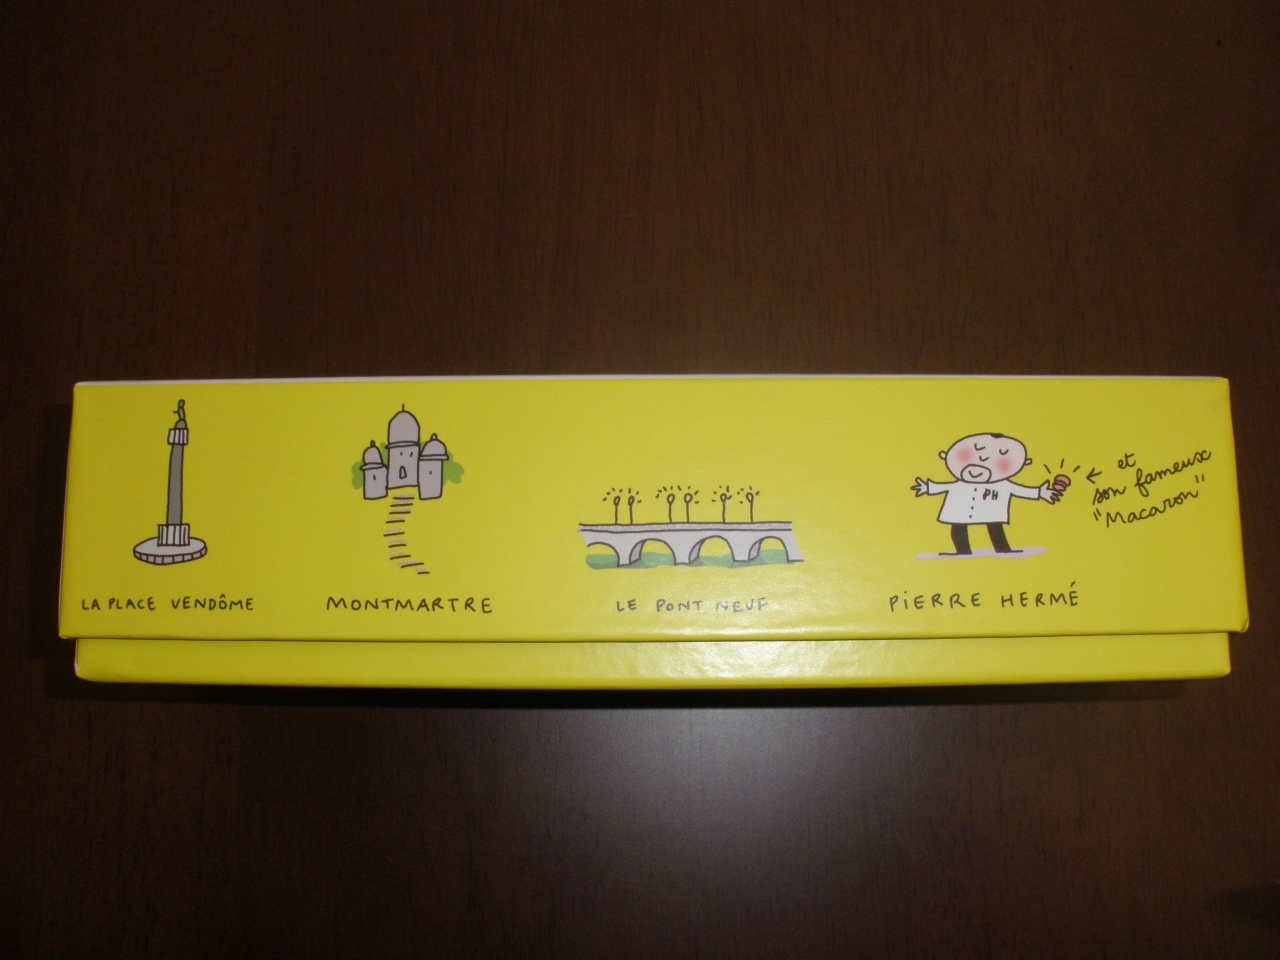 LA PLACE VENDÔME
MONTMARTRE
LE PONT NEUF
PH
PiERRE HERMÉ
et
son fameux
"Macaron"